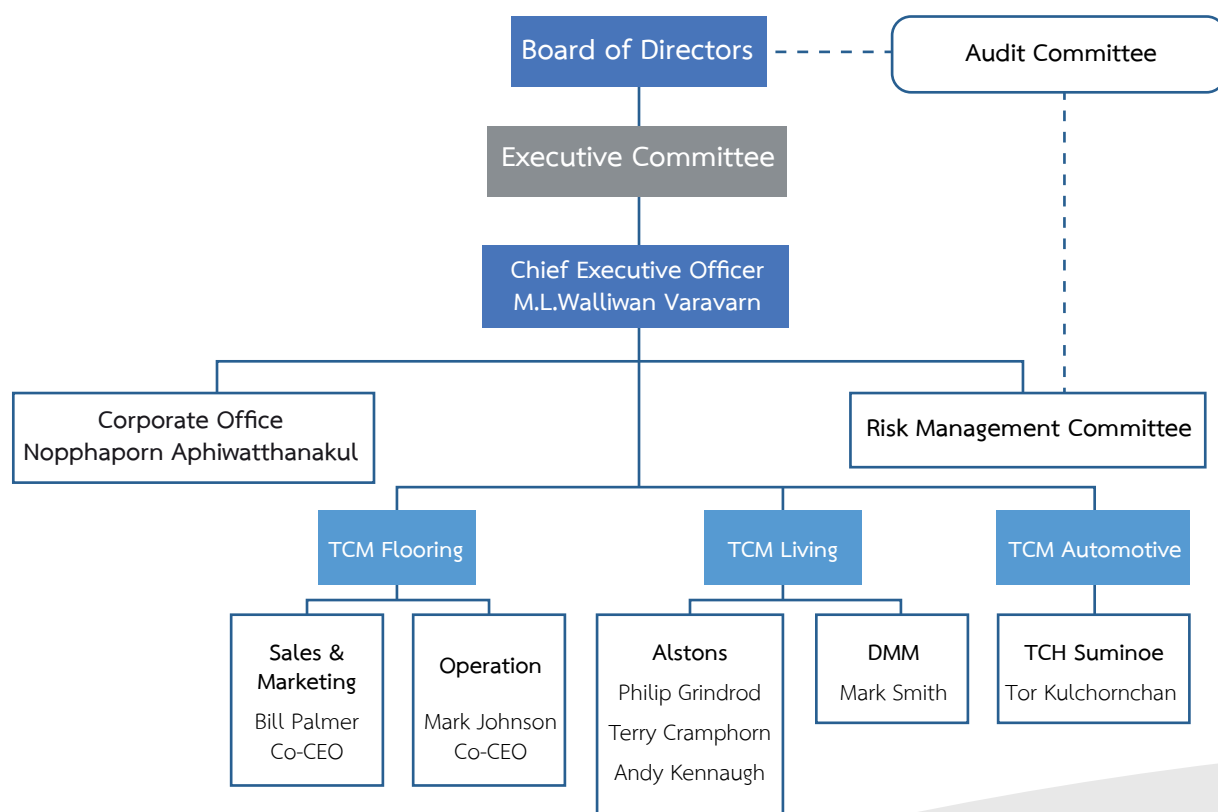 Board of Directors
Audit Committee
Executive Committee
Chief Executive Officer
M.L.Walliwan Varavarn
Corporate Office
Nopphaporn Aphiwatthanakul
Risk Management Committee
TCM Flooring
TCM Living
TCM Automotive
Sales &
Marketing
Bill Palmer
Co-CEO
Operation
Mark Johnson
Co-CEO
Alstons
Philip Grindrod
Terry Cramphorn
Andy Kennaugh
DMM
Mark Smith
TCH Suminoe
Tor Kulchornchan